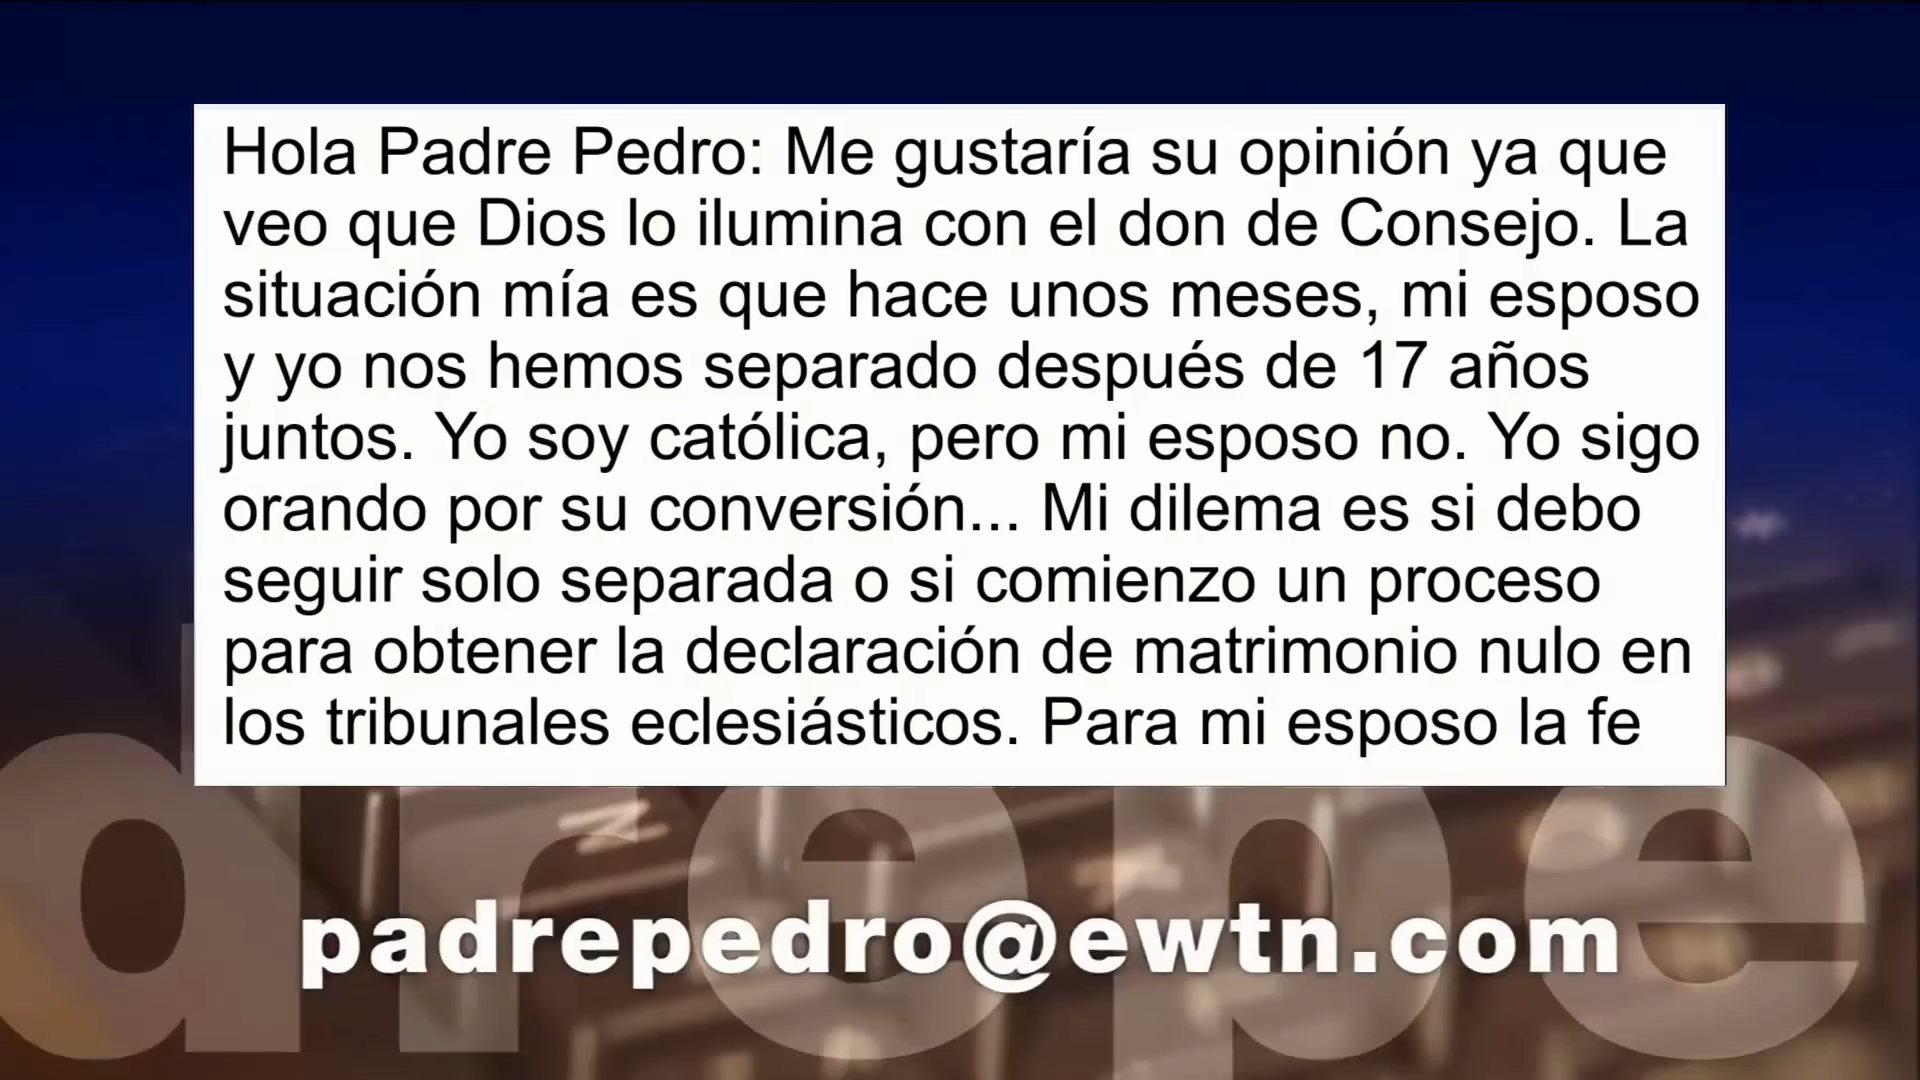 Hola Padre Pedro: Me gustaría su opinión ya que
veo que Dios lo ilumina con el don de Consejo. La
situación mía es que hace unos meses, mi esposo
y yo nos hemos separado después de 17 años
juntos. Yo soy católica, pero mi esposo no. Yo sigo
orando por su conversión... Mi dilema es si debo
seguir solo separada o si comienzo un proceso
para obtener la declaración de matrimonio nulo en
los tribunales eclesiásticos. Para mi esposo la fe
drepe
padrepedro@ewtn.com